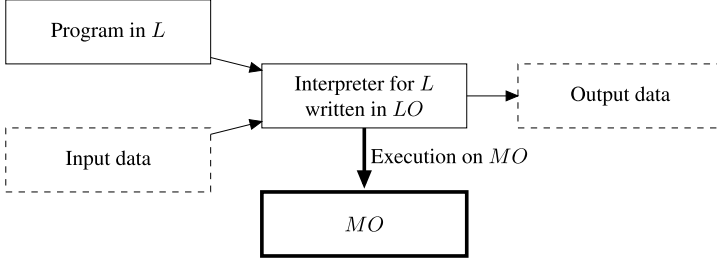 Program in L
Interpreter for L
written in LO
Output data
Input data
Execution on MO
MO